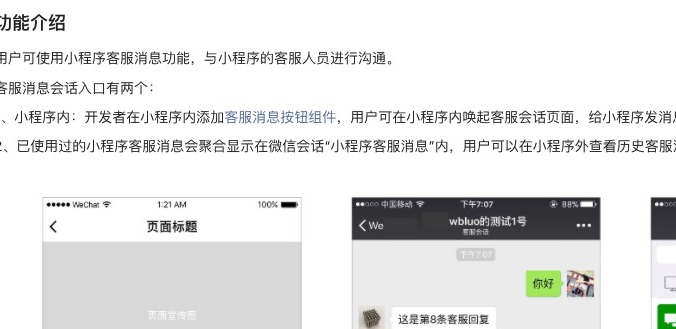 功能介绍
用户可使用小程序客服消息功能，与小程序的客服人员进行沟通。
客服消息会话入口有两个：
、小程序内：开发者在小程序内添加客服消息按钮组件，用户可在小程序内唤起客服会话页面，给小程序发消息
2、已使用过的小程序客服消息会聚合显示在微信会话“小程序客服消息”内，用户可以在小程序外查看历史客服消
WeChat 1:21 AM 100%
页面标题
页面宣传图
中国移动 下午7:07 88%
We wbluo的测试1号
客服会话
下午7:07
你好
这是第8条客服回复